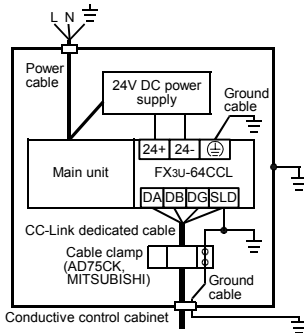 L N
Power
cable
24V DC power
supply
Ground
cable
24+ 24-
Main unit
FX3U-64CCL
DA DB DG SLD
CC-Link dedicated cable
Cable clamp
(AD75CK,
MITSUBISHI)
Ground
cable
Conductive control cabinet